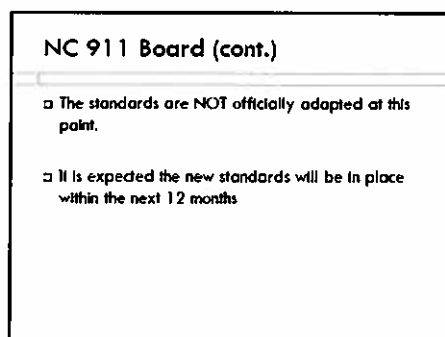 NC 911 Board (cont.)
The standards are NOT officially adopted at this
point.
It is expected the new standards will be in place
within the next 12 months